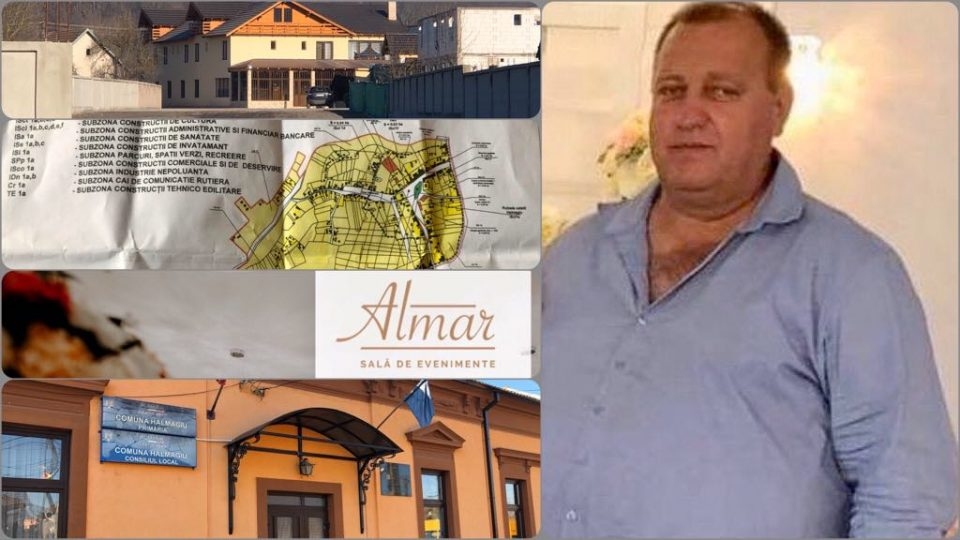 IScl 1a,b,c,d,e,f
ISa 1a
ISs 1a,b,c
ISi 1a
SPp 1a
ISco 1a
IDn 1a,b
Cr 1a
TE 1a
- SUBZONA CONSTRUCTII DE CULTURA
- SUBZONA CONSTRUCTII ADMINISTRATIVE SI FINANCIAR BANCARE
- SUBZONA CONSTRUCTII DE SANATATE
- SUBZONA CONSTRUCTII DE INVATAMANT
- SUBZONA PARCURI, SPATII VERZI, RECREERE
- SUBZONA CONSTRUCTII COMERCIALE SI DE DESERVIRE
- SUBZONA INDUSTRIE NEPOLUANTA
- SUBZONA CAI DE COMUNICATIE RUTIERA
- SUBZONA CONSTRUCȚII TEHNICO EDILITARE
Almar
SALĂ DE EVENIMENTE
COMUNA HALMAGIU
PRIMARIA
COMUNA HALMAGIU
CONSILIUL LOCAL